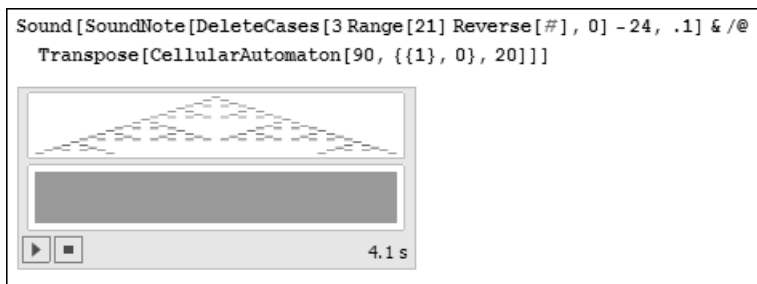 Sound[SoundNote[DeleteCases[3 Range[21] Reverse[#], 0] - 24, .1] & /@
Transpose[CellularAutomaton[90, {{1}, 0}, 20]]]
4.1 s